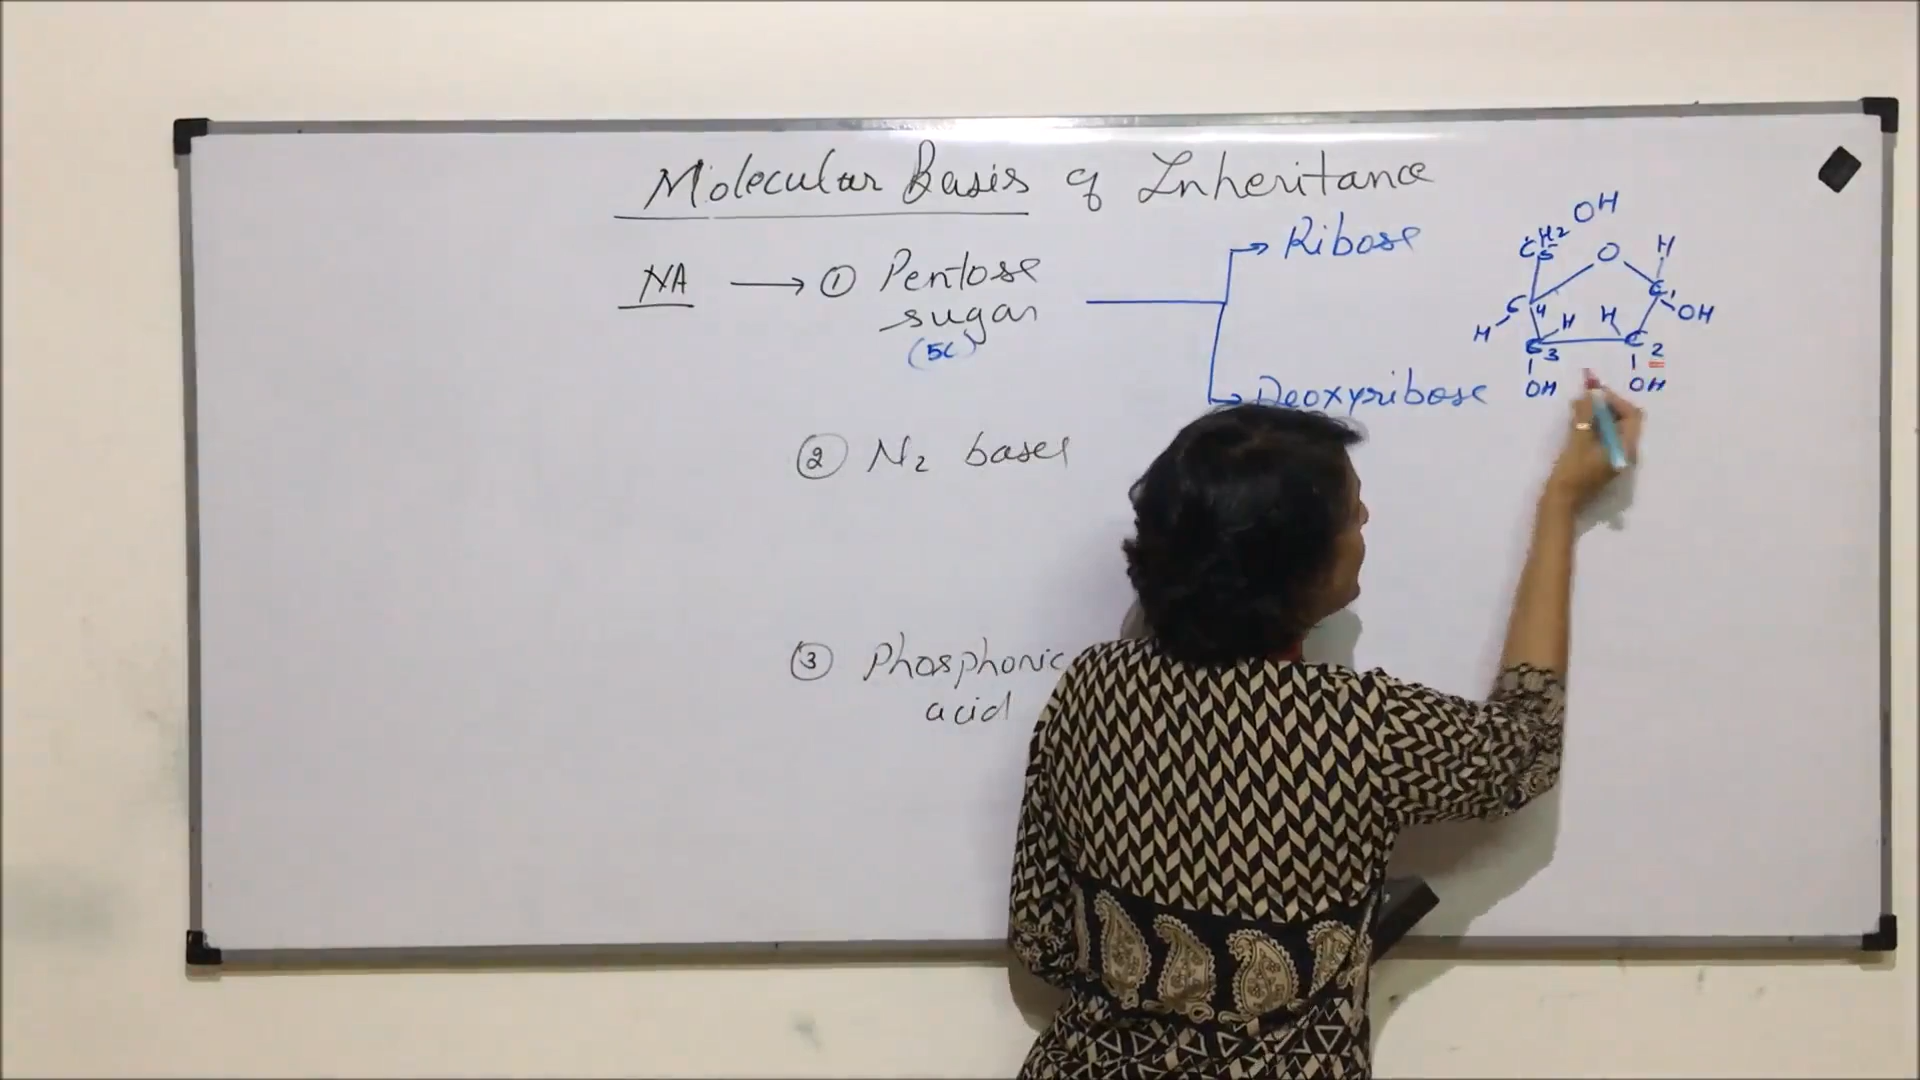 Molecular Basis of Inheritance
NA → ① Pentose
sugar
(5C)
Ribose
Deoxyribose
② N2 bases
③ Phosphoric
acid
OH
CH2
5
O
H
C 1
OH
C 4
H
H
H
C 3
C 2
OH
OH